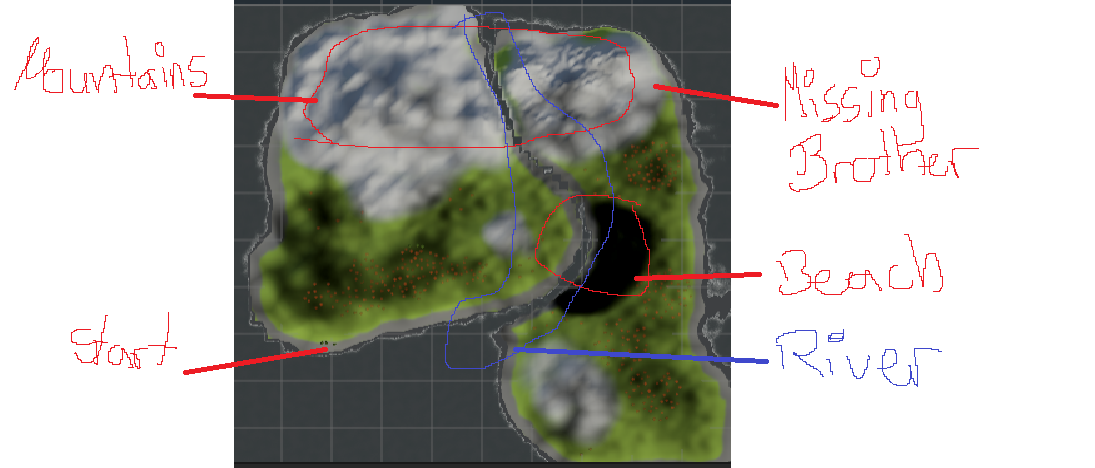 Mountains
Missing
Brother
Beach
Start
River